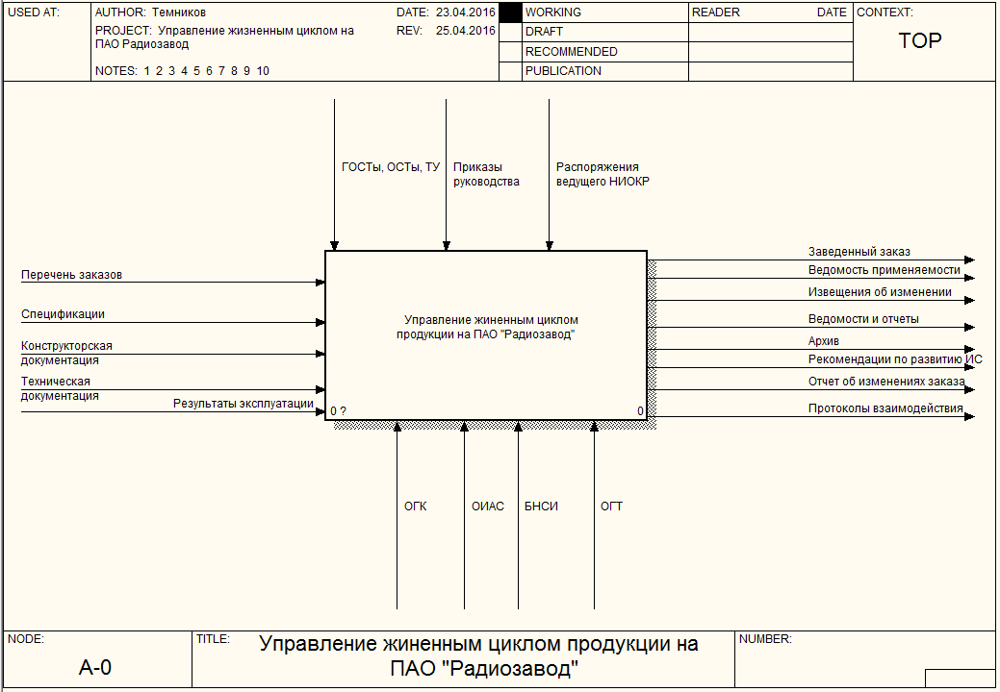 USED AT:
AUTHOR: Темников
DATE: 23.04.2016
WORKING
READER
DATE
CONTEXT:
PROJECT: Управление жизненным циклом на
REV: 25.04.2016
DRAFT
TOP
ПАО Радиозавод
RECOMMENDED
NOTES: 1 2 3 4 5 6 7 8 9 10
PUBLICATION
ГОСТы, ОСТы, ТУ
Приказы
руководства
Распоряжения
ведущего НИОКР
Перечень заказов
Спецификации
Конструкторская
документация
Техническая
документация
Результаты эксплуатации
Управление жиненным циклом
продукции на ПАО "Радиозавод"
0 ?
0
Заведенный заказ
Ведомость применяемости
Извещения об изменении
Ведомости и отчеты
Архив
Рекомендации по развитию ИС
Отчет об изменениях заказа
Протоколы взаимодействия
ОГК
ОИАС
БНСИ
ОГТ
NODE:
A-0
TITLE:
Управление жиненным циклом продукции на
ПАО "Радиозавод"
NUMBER: